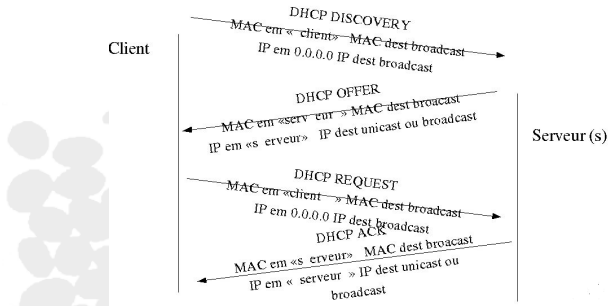 DHCP DISCOVERY
MAC em « client» MAC dest broadcast
IP em 0.0.0.0 IP dest broadcast
Client
DHCP OFFER
MAC em «serv eur » MAC dest broacast
IP em «s erveur» IP dest unicast ou broadcast
Serveur (s)
DHCP REQUEST
MAC em «client » MAC dest broadcast
IP em 0.0.0.0 IP dest broadcast
DHCP ACK
MAC em «s erveur» MAC dest broacast
IP em « serveur » IP dest unicast ou
broadcast